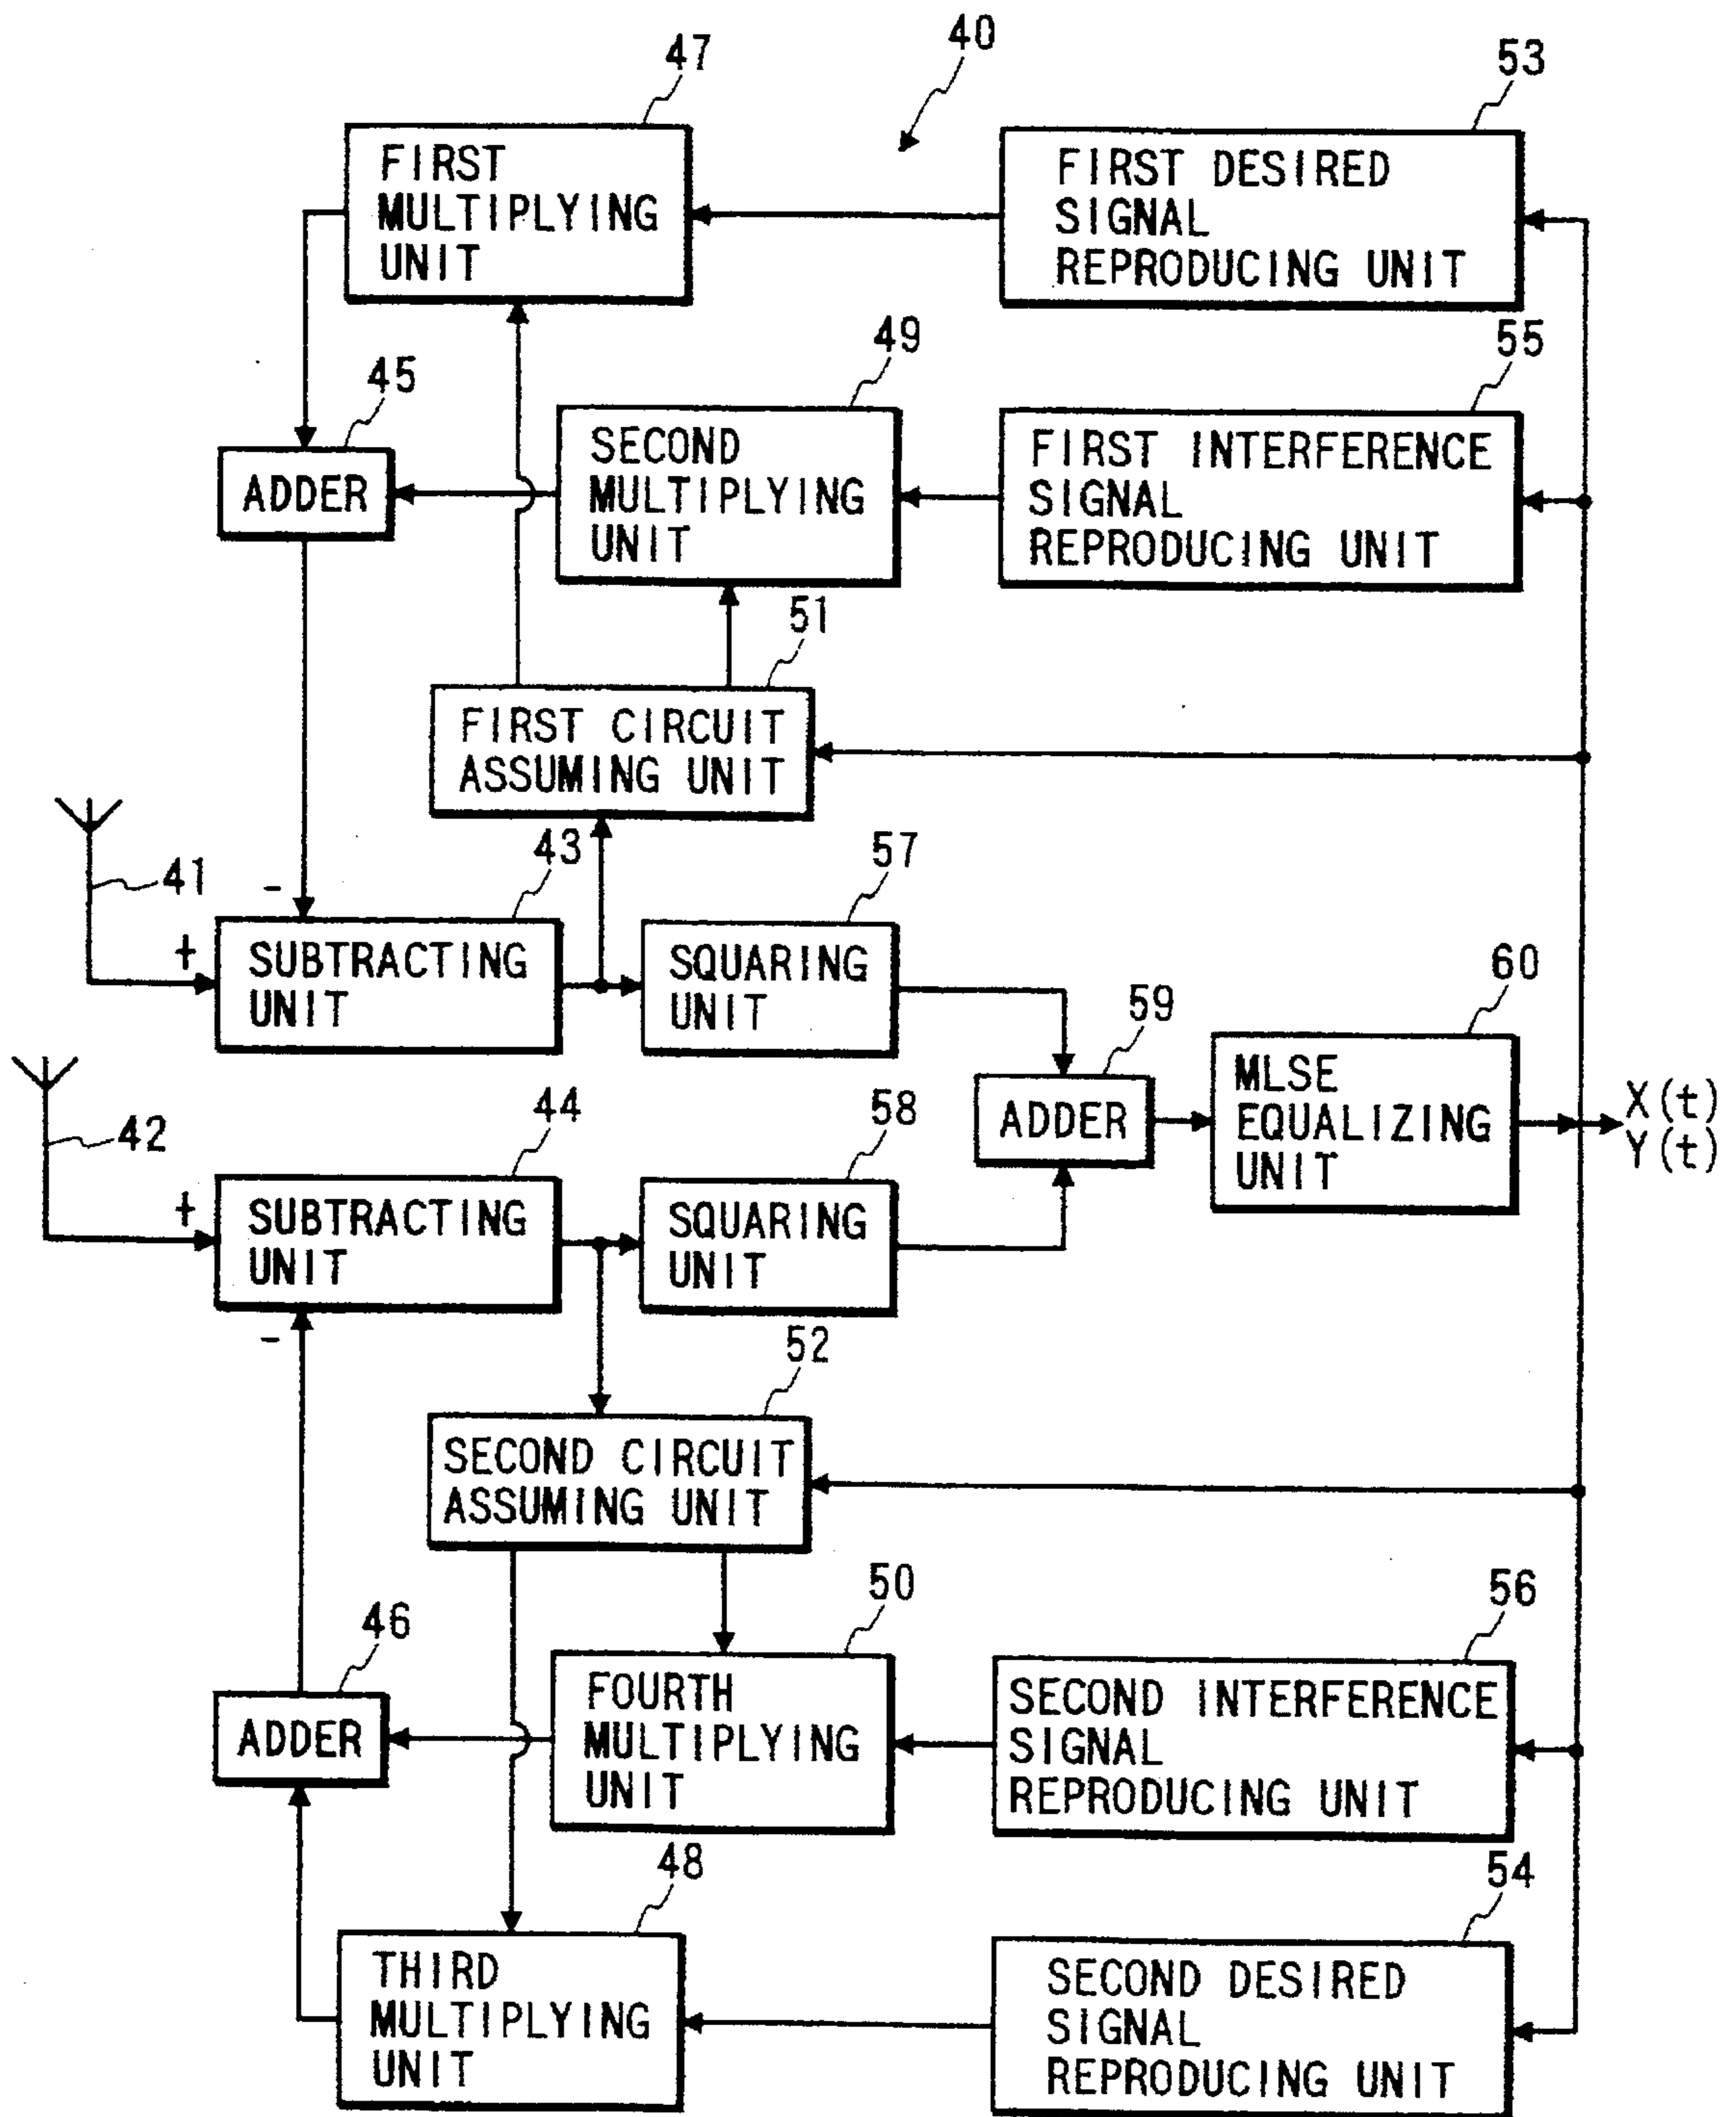 40
47
53
FIRST
MULTIPLYING
UNIT
FIRST DESIRED
SIGNAL
REPRODUCING UNIT
45
49
55
ADDER
SECOND
MULTIPLYING
UNIT
FIRST INTERFERENCE
SIGNAL
REPRODUCING UNIT
51
FIRST CIRCUIT
ASSUMING UNIT
41
-
+
43
57
SUBTRACTING
UNIT
SQUARING
UNIT
59
60
42
+
44
58
ADDER
MLSE
EQUALIZING
UNIT
X(t)
Y(t)
SUBTRACTING
UNIT
SQUARING
UNIT
-
52
SECOND CIRCUIT
ASSUMING UNIT
46
50
56
ADDER
FOURTH
MULTIPLYING
UNIT
SECOND INTERFERENCE
SIGNAL
REPRODUCING UNIT
48
54
THIRD
MULTIPLYING
UNIT
SECOND DESIRED
SIGNAL
REPRODUCING UNIT